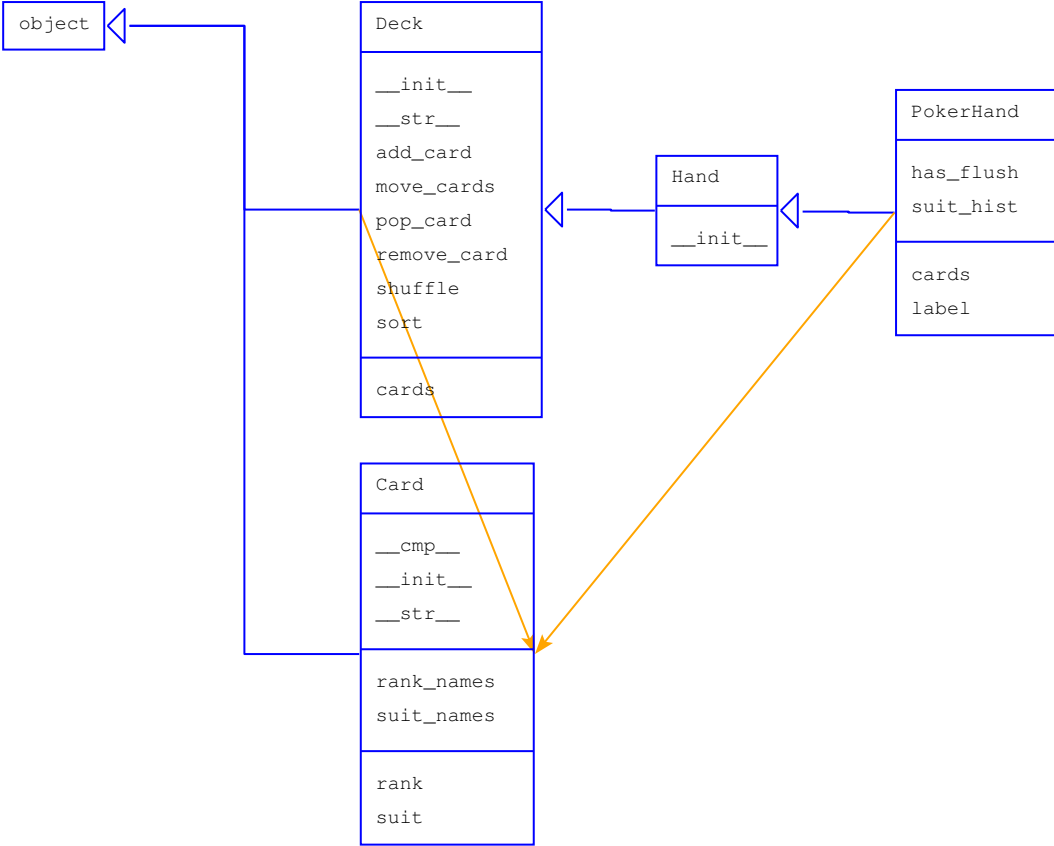 object
Deck
__init__
__str__
add_card
move_cards
pop_card
remove_card
shuffle
sort
cards
Hand
__init__
PokerHand
has_flush
suit_hist
cards
label
Card
__cmp__
__init__
__str__
rank_names
suit_names
rank
suit